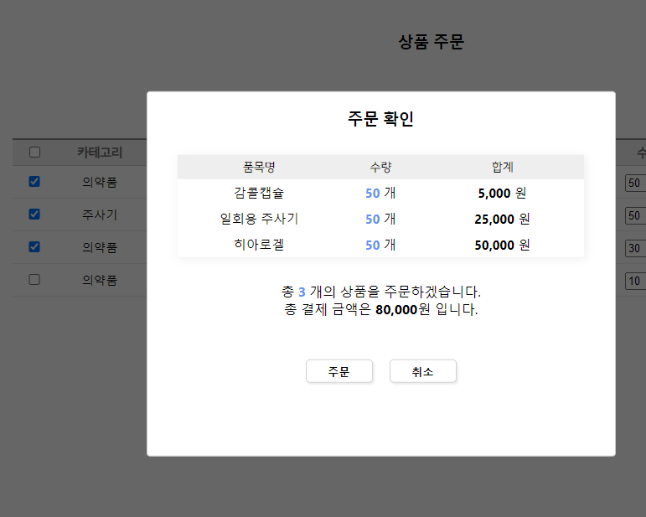 상품 주문
주문 확인
카테고리
품목명 수량 합계
의약품
감콜캡슐 50 개 5,000 원
50
주사기
일회용 주사기 50 개 25,000 원
50
의약품
히아로겔 50 개 50,000 원
30
의약품
10
총 3 개의 상품을 주문하겠습니다.
총 결제 금액은 80,000원 입니다.
주문 취소